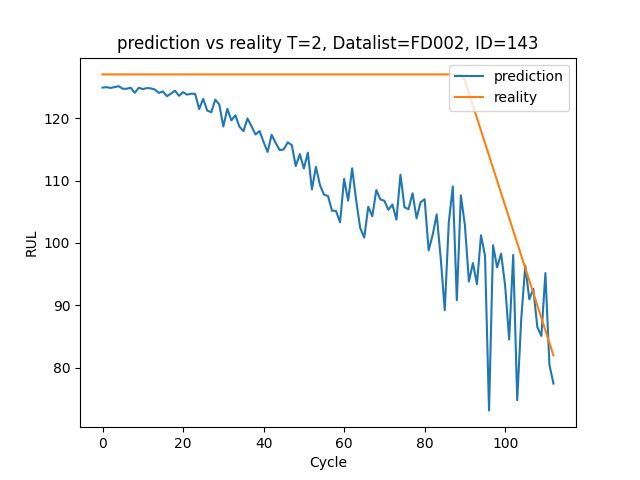 prediction vs reality T=2, Datalist=FD002, ID=143
prediction
reality
RUL
120
110
100
90
80
0 20 40 60 80 100
Cycle